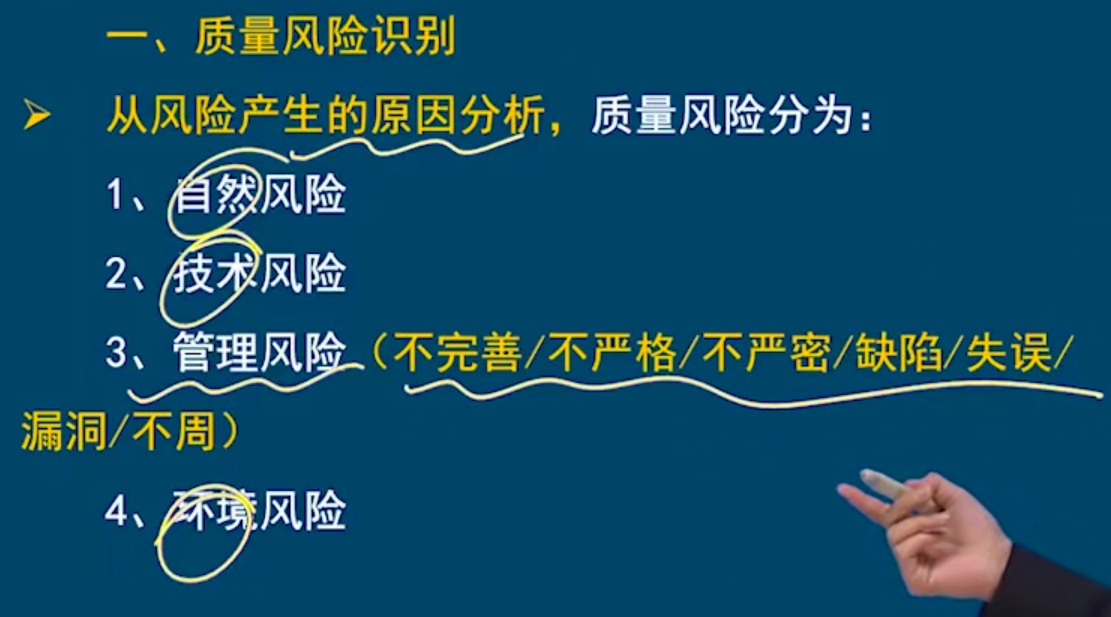 一、质量风险识别
➢ 从风险产生的原因分析，质量风险分为：
1、自然风险
2、技术风险
3、管理风险（不完善/不严格/不严密/缺陷/失误/
漏洞/不周）
4、环境风险